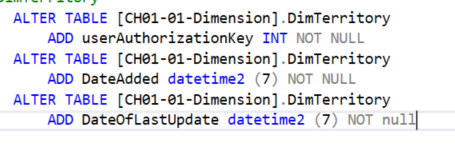 ALTER TABLE [CH01-01-Dimension].DimTerritory
ADD userAuthorizationKey INT NOT NULL
ALTER TABLE [CH01-01-Dimension].DimTerritory
ADD DateAdded datetime2 (7) NOT NULL
ALTER TABLE [CH01-01-Dimension].DimTerritory
ADD DateOfLastUpdate datetime2 (7) NOT null